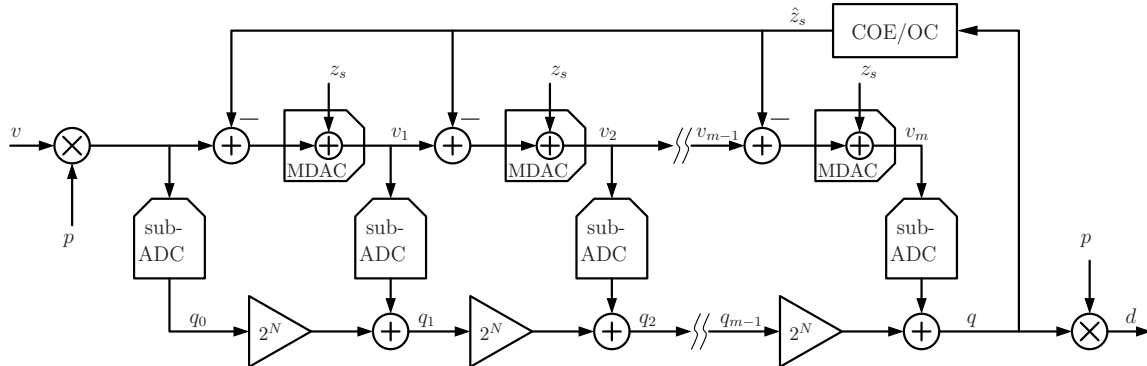 ẑ_s
COE/OC
z_s
z_s
z_s
v
−
v_1
−
v_2
v_{m−1}
−
v_m
MDAC
MDAC
MDAC
p
sub-
ADC
sub-
ADC
sub-
ADC
sub-
ADC
p
q_0
2^N
q_1
2^N
q_2
q_{m−1}
2^N
q
d